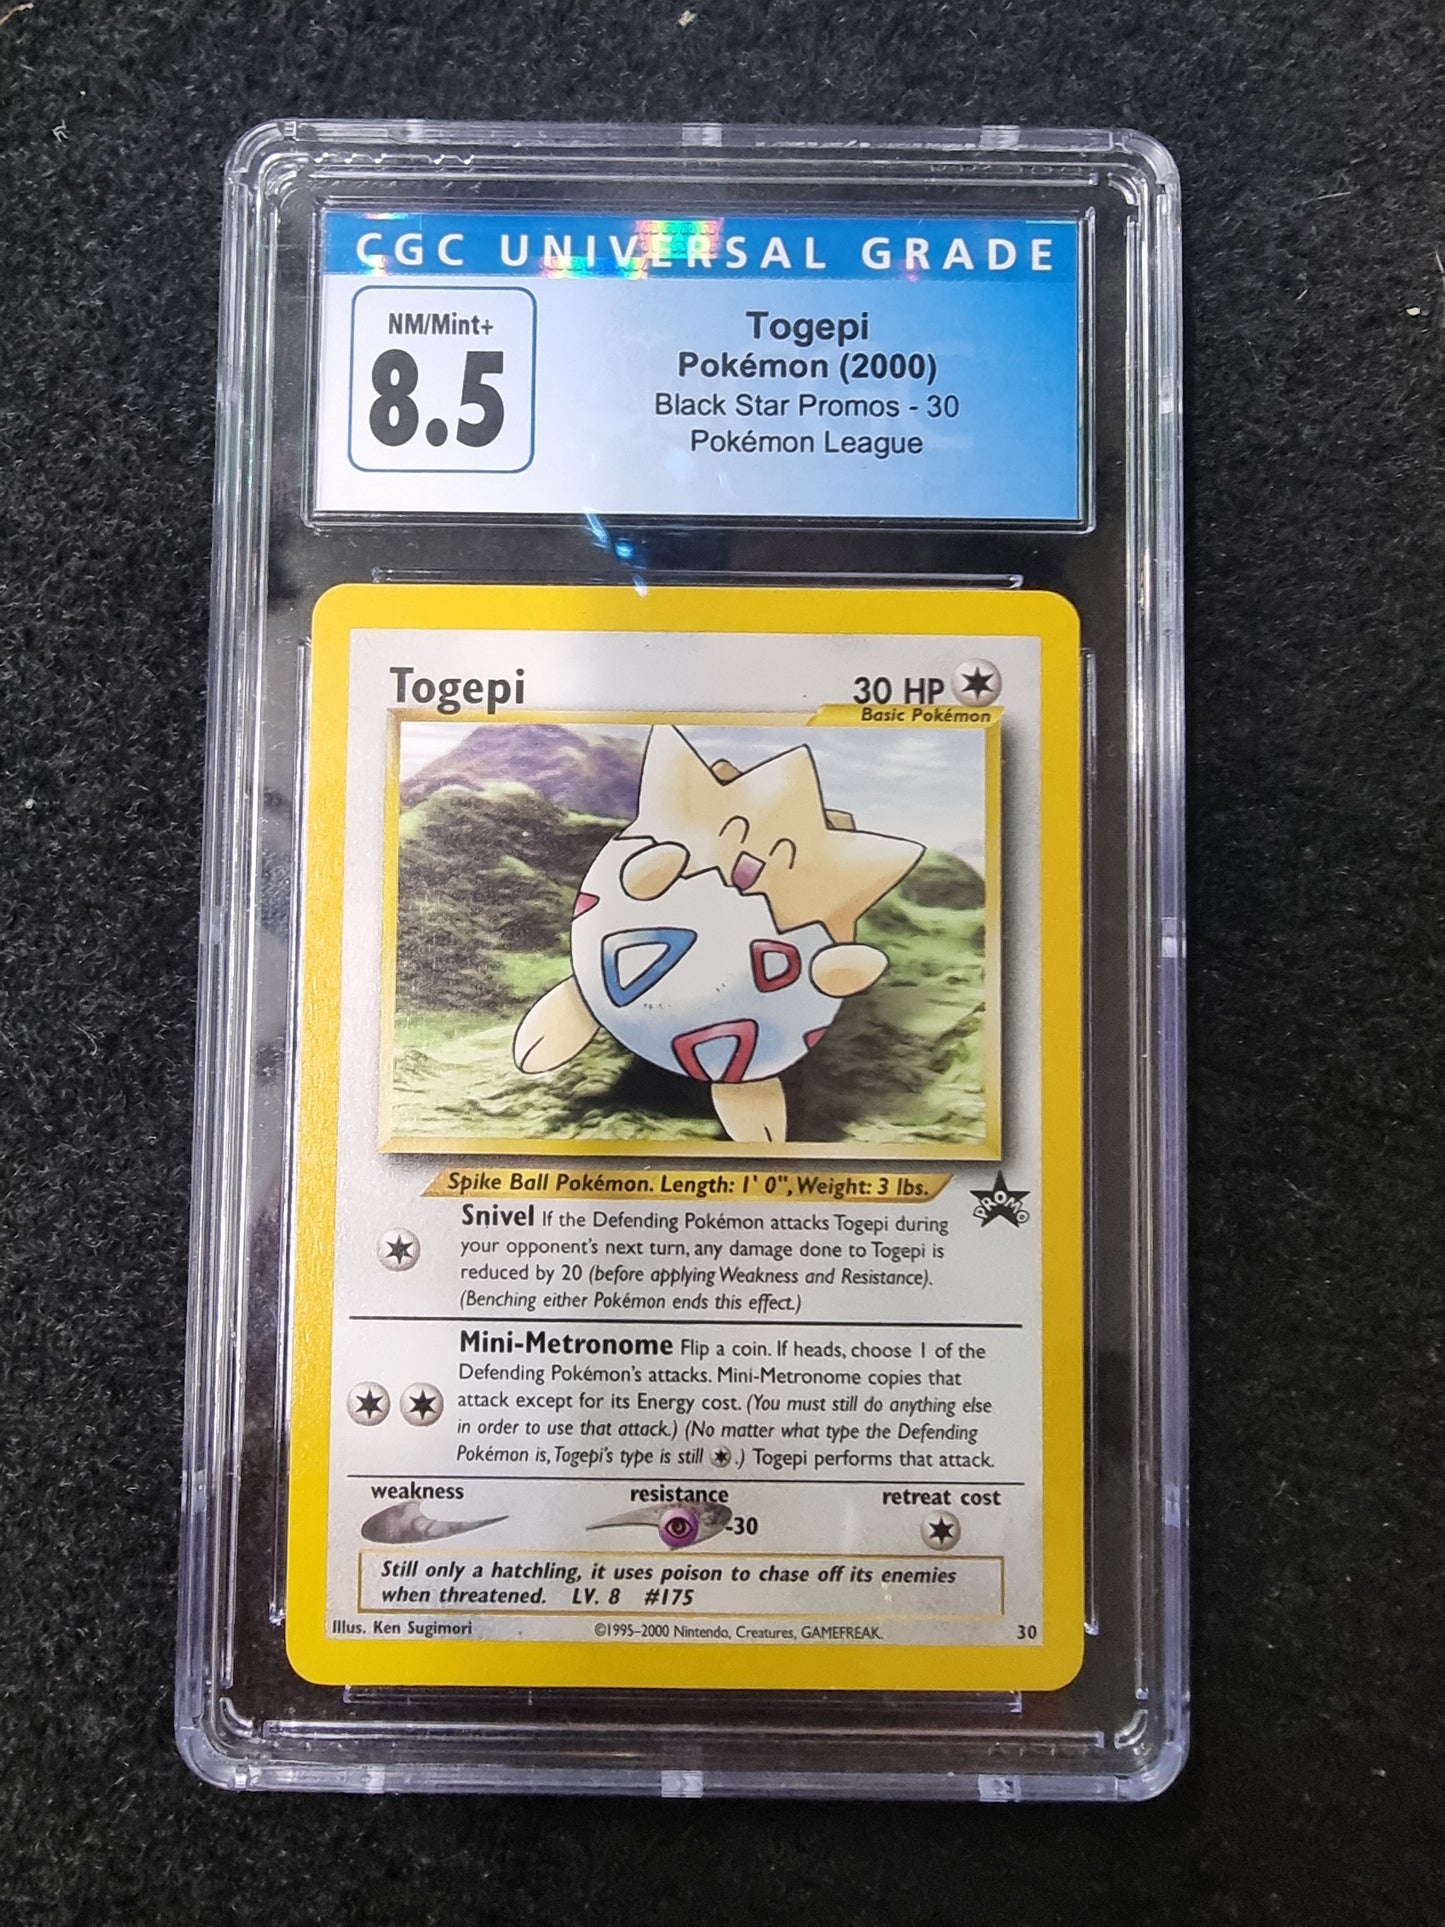 CGC UNIVERSAL GRADE
NM/Mint+
8.5
Togepi
Pokémon (2000)
Black Star Promos - 30
Pokémon League
Togepi
30 HP
Basic Pokémon
Spike Ball Pokémon. Length: 1' 0", Weight: 3 lbs.
PROMO
Snivel If the Defending Pokémon attacks Togepi during
your opponent's next turn, any damage done to Togepi is
reduced by 20 (before applying Weakness and Resistance).
(Benching either Pokémon ends this effect.)
Mini-Metronome Flip a coin. If heads, choose 1 of the
Defending Pokémon's attacks. Mini-Metronome copies that
attack except for its Energy cost. (You must still do anything else
in order to use that attack.) (No matter what type the Defending
Pokémon is, Togepi's type is still .) Togepi performs that attack.
weakness resistance retreat cost
-30
Still only a hatchling, it uses poison to chase off its enemies
when threatened. LV. 8 #175
Illus. Ken Sugimori ©1995–2000 Nintendo, Creatures, GAMEFREAK. 30